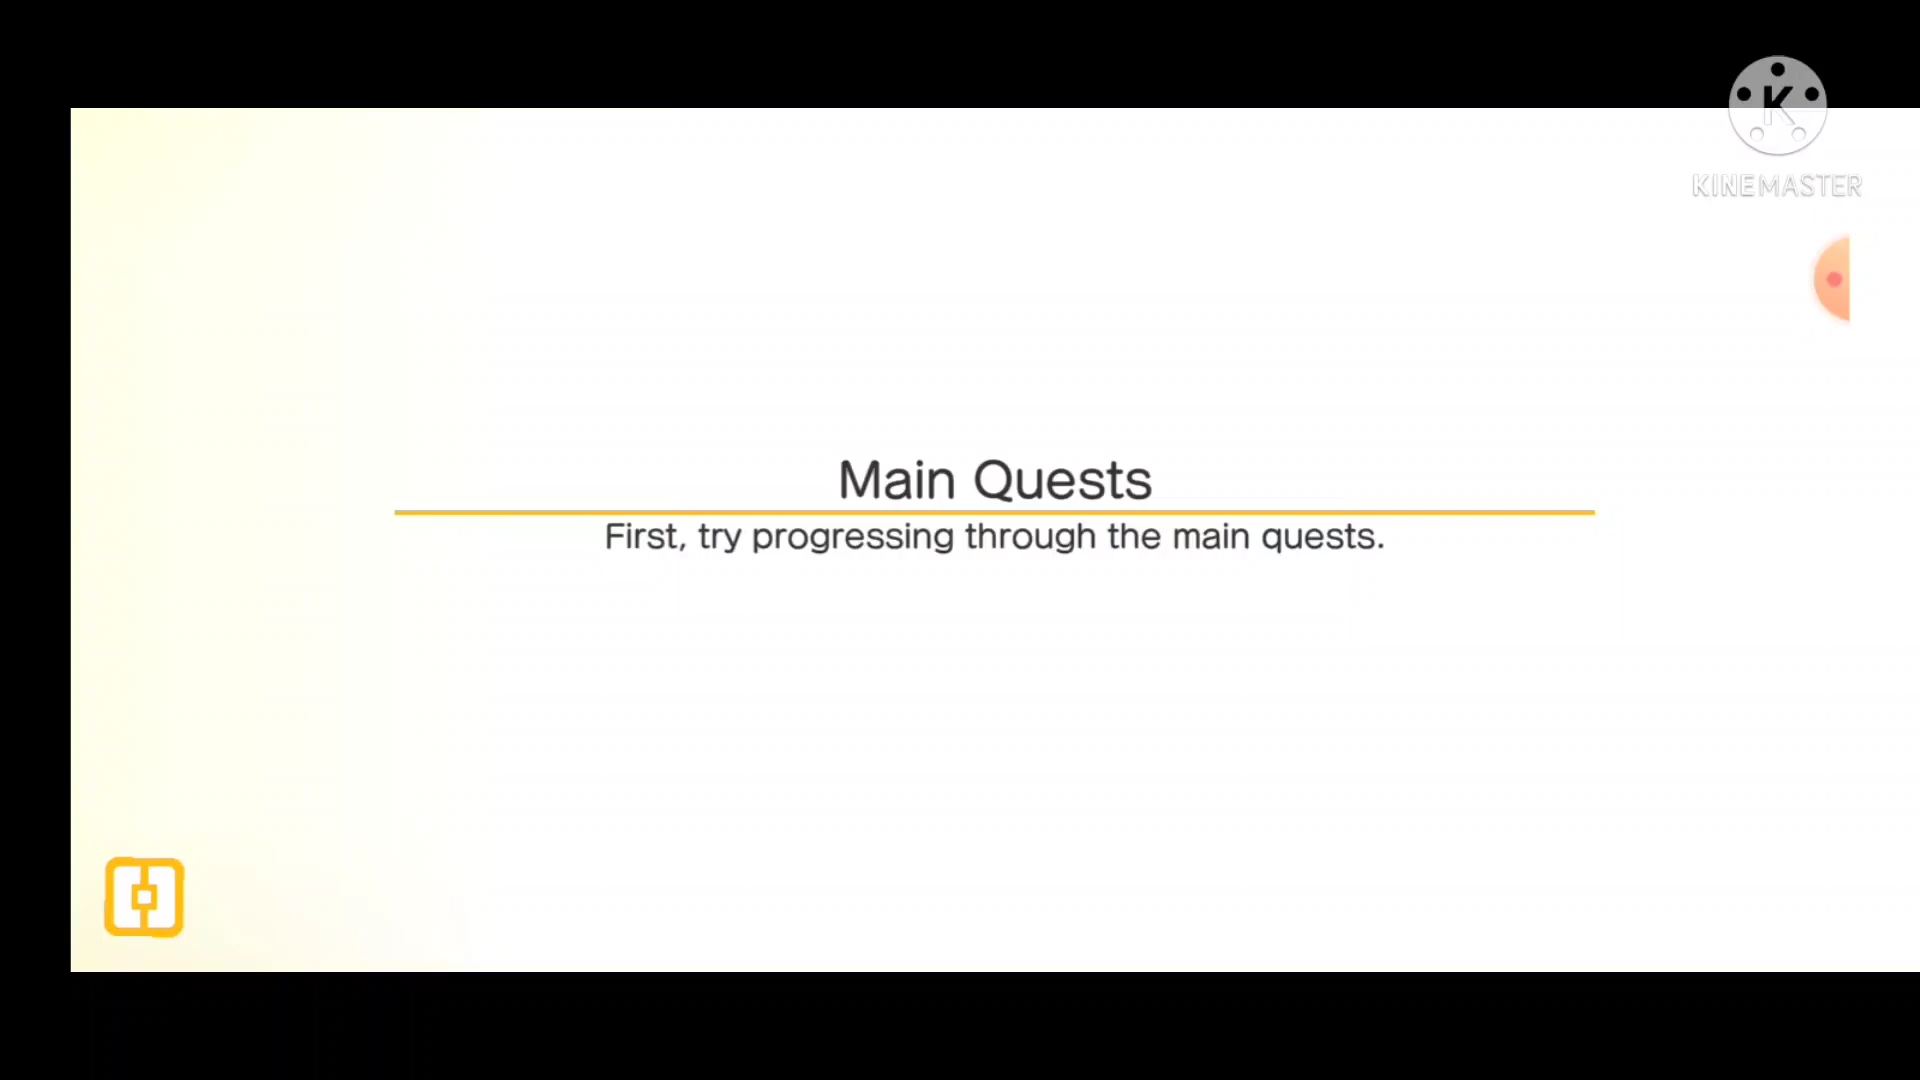 K
KINEMASTER
Main Quests
First, try progressing through the main quests.